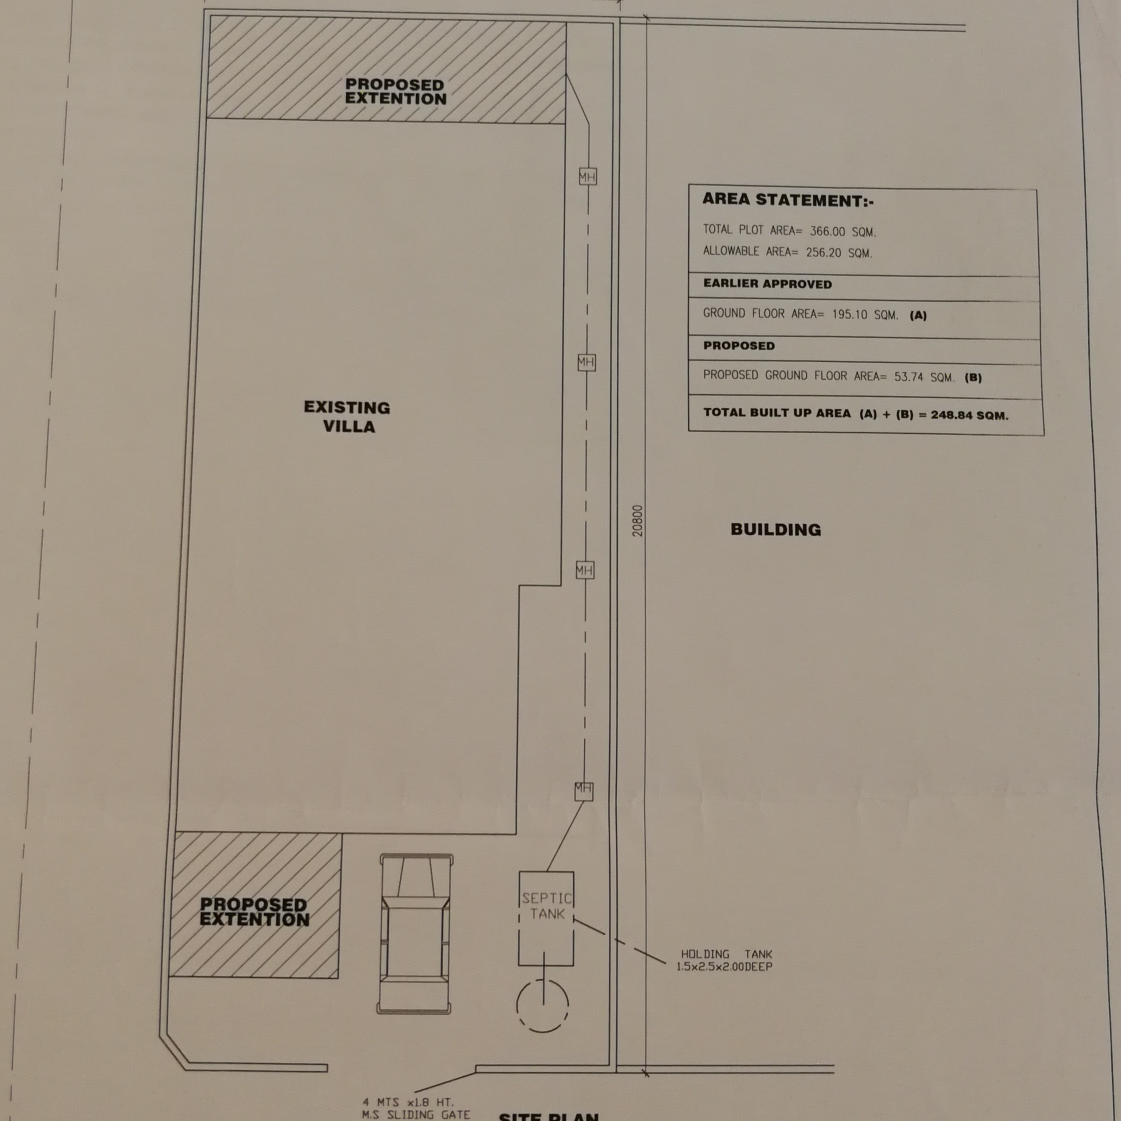 PROPOSED
EXTENTION
MH
AREA STATEMENT:-
TOTAL PLOT AREA= 366.00 SQM.
ALLOWABLE AREA= 256.20 SQM.
EARLIER APPROVED
GROUND FLOOR AREA= 195.10 SQM. (A)
PROPOSED
PROPOSED GROUND FLOOR AREA= 53.74 SQM. (B)
TOTAL BUILT UP AREA (A) + (B) = 248.84 SQM.
MH
EXISTING
VILLA
20800
BUILDING
MH
MH
PROPOSED
EXTENTION
SEPTIC
TANK
HOLDING TANK
1.5x2.5x2.00DEEP
4 MTS x1.8 HT.
M.S SLIDING GATE
SITE PLAN